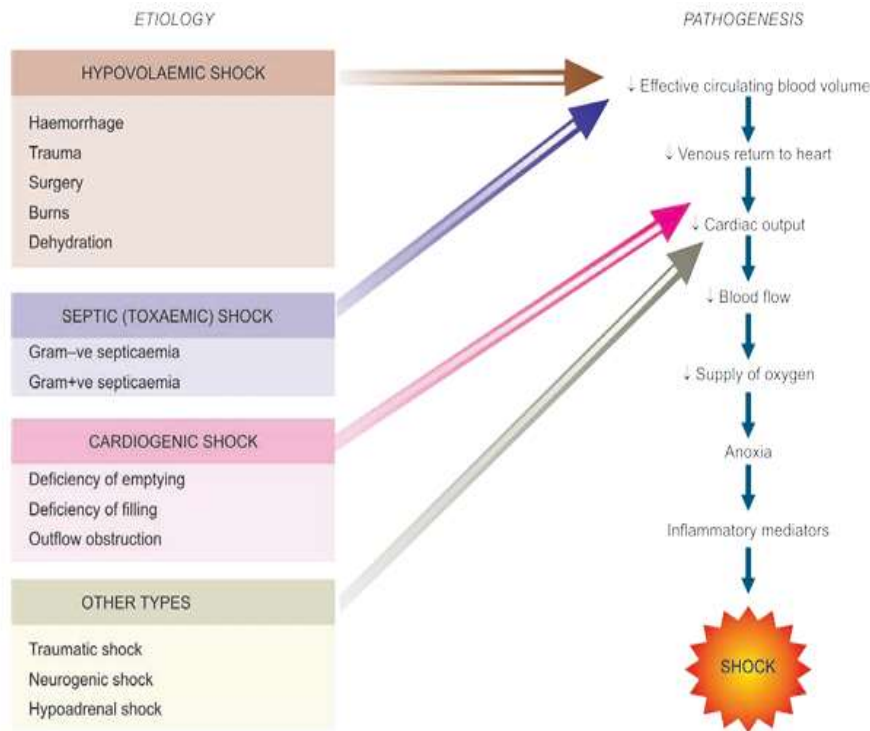 ETIOLOGY
HYPOVOLAEMIC SHOCK
Haemorrhage
Trauma
Surgery
Burns
Dehydration
SEPTIC (TOXAEMIC) SHOCK
Gram–ve septicaemia
Gram+ve septicaemia
CARDIOGENIC SHOCK
Deficiency of emptying
Deficiency of filling
Outflow obstruction
OTHER TYPES
Traumatic shock
Neurogenic shock
Hypoadrenal shock
PATHOGENESIS
↓ Effective circulating blood volume
↓ Venous return to heart
↓ Cardiac output
↓ Blood flow
↓ Supply of oxygen
Anoxia
Inflammatory mediators
SHOCK